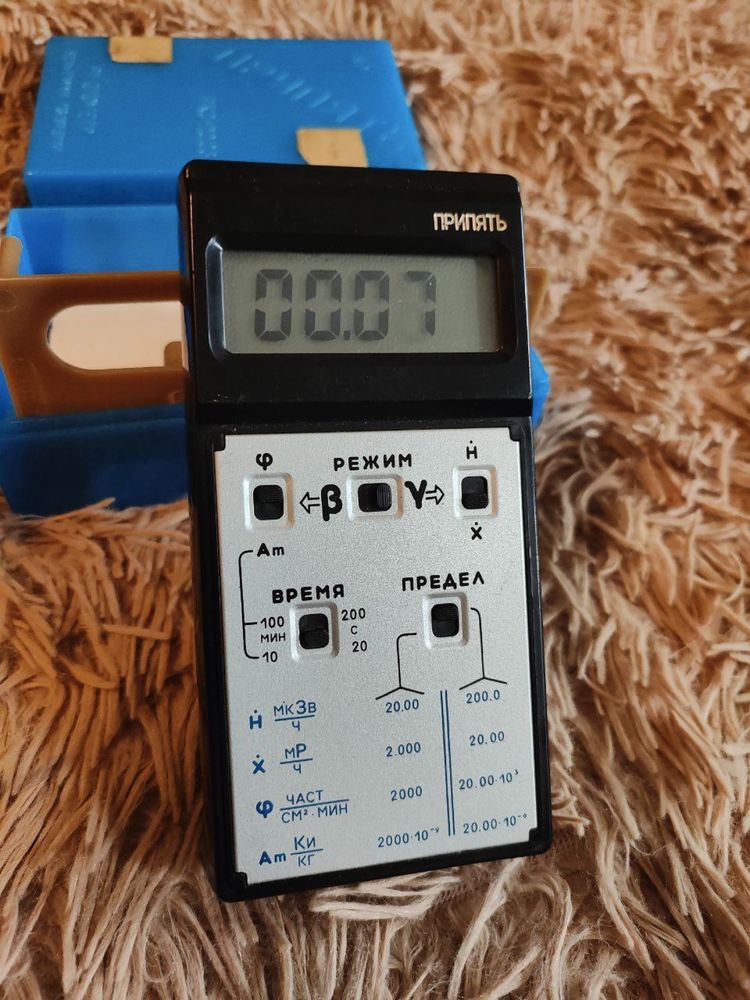 ПРИПЯТЬ
00.07
φ РЕЖИМ Ḣ
⇦β γ⇨
Ẋ
Am
ВРЕМЯ ПРЕДЕЛ
100 200
МИН С
10 20
Ḣ мкЗв/ч 20.00 200.0
Ẋ мР/ч 2.000 20.00
φ ЧАСТ/СМ²·МИН 2000 20.00·10³
Am Ки/КГ 2000·10⁻⁹ 20.00·10⁻⁶